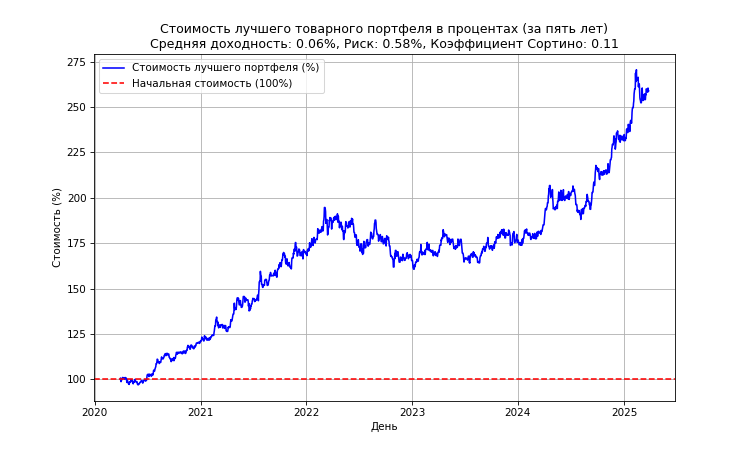 Стоимость лучшего товарного портфеля в процентах (за пять лет)
Средняя доходность: 0.06%, Риск: 0.58%, Коэффициент Сортино: 0.11
Стоимость лучшего портфеля (%)
Начальная стоимость (100%)
Стоимость (%)
275
250
225
200
175
150
125
100
2020
2021
2022
2023
2024
2025
День